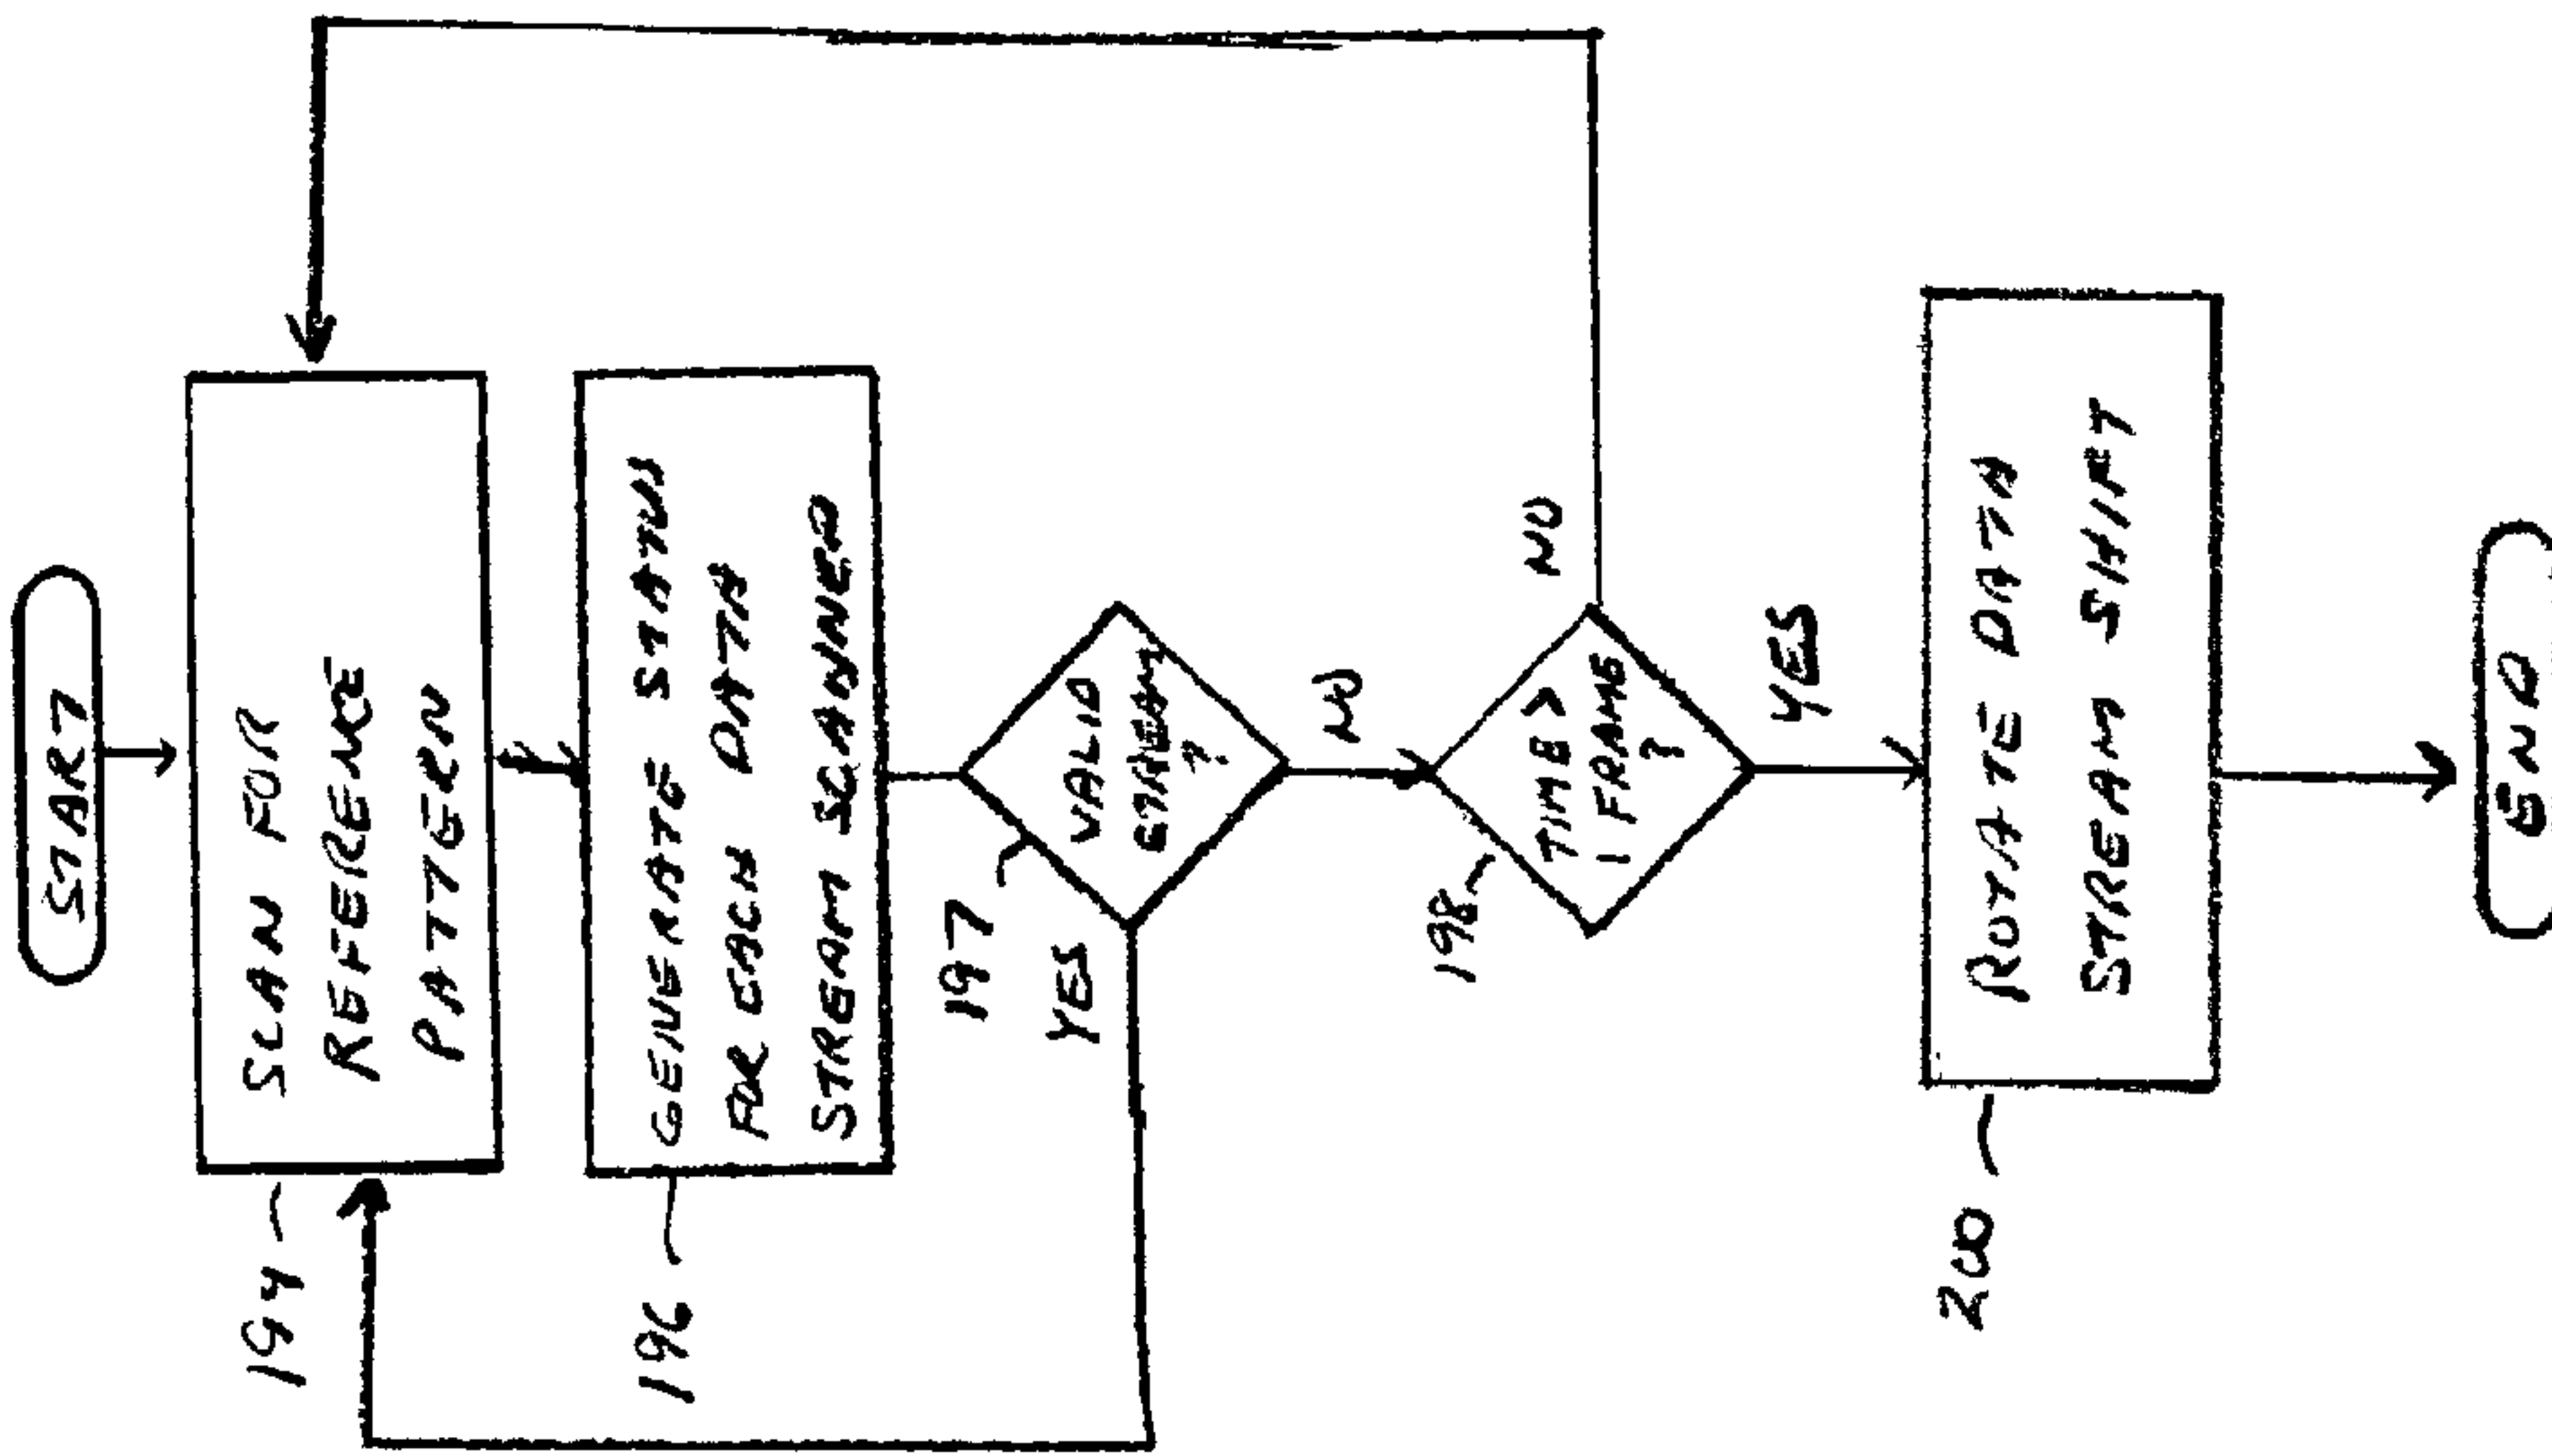 START
194
SCAN FOR
REFERENCE
PATTERN
196
GENERATE STATUS
FOR EACH DATA
STREAM SCANNED
197
VALID
STREAM
?
YES
NO
198
TIME >
1 FRAME
?
NO
YES
200
ROTATE DATA
STREAM SHIFT
END